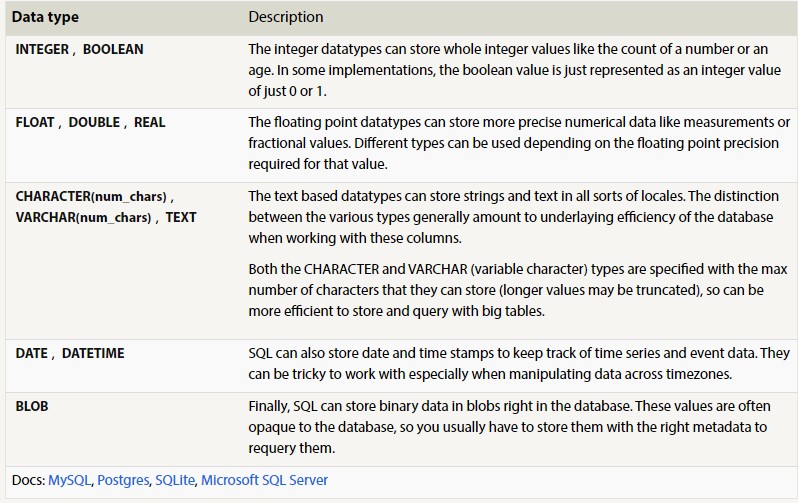 Data type Description
INTEGER , BOOLEAN The integer datatypes can store whole integer values like the count of a number or an
age. In some implementations, the boolean value is just represented as an integer value
of just 0 or 1.
FLOAT , DOUBLE , REAL The floating point datatypes can store more precise numerical data like measurements or
fractional values. Different types can be used depending on the floating point precision
required for that value.
CHARACTER(num_chars) , The text based datatypes can store strings and text in all sorts of locales. The distinction
VARCHAR(num_chars) , TEXT between the various types generally amount to underlaying efficiency of the database
when working with these columns.
Both the CHARACTER and VARCHAR (variable character) types are specified with the max
number of characters that they can store (longer values may be truncated), so can be
more efficient to store and query with big tables.
DATE , DATETIME SQL can also store date and time stamps to keep track of time series and event data. They
can be tricky to work with especially when manipulating data across timezones.
BLOB Finally, SQL can store binary data in blobs right in the database. These values are often
opaque to the database, so you usually have to store them with the right metadata to
requery them.
Docs: MySQL, Postgres, SQLite, Microsoft SQL Server